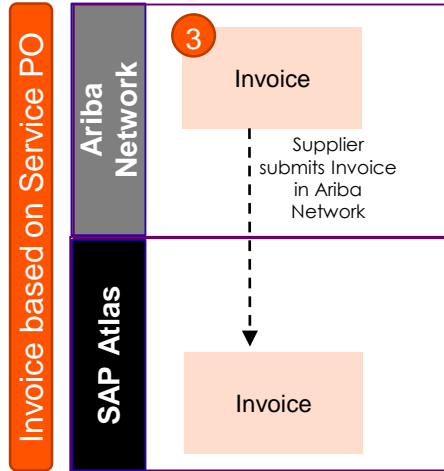 Invoice based on Service PO
Ariba
Network
3
Invoice
Supplier
submits Invoice
in Ariba
Network
SAP Atlas
Invoice